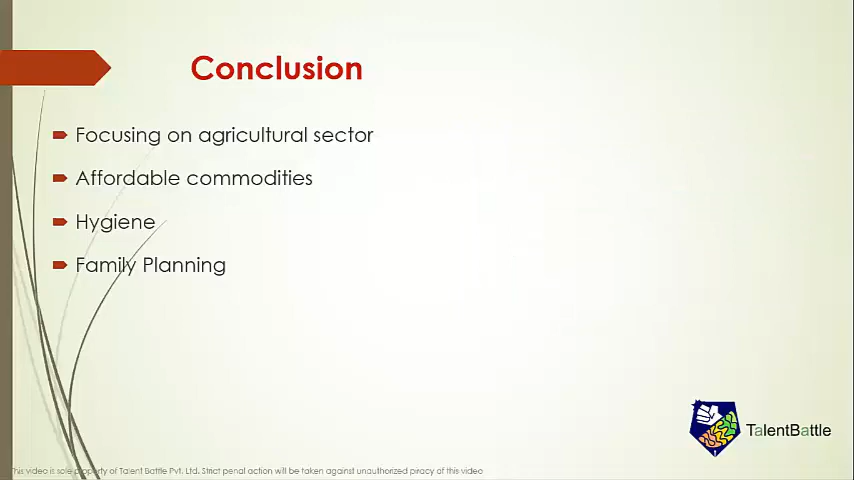 Conclusion
Focusing on agricultural sector
Affordable commodities
Hygiene
Family Planning
TalentBattle
This video is sole property of Talent Battle Pvt. Ltd. Strict penal action will be taken against unauthorized piracy of this video